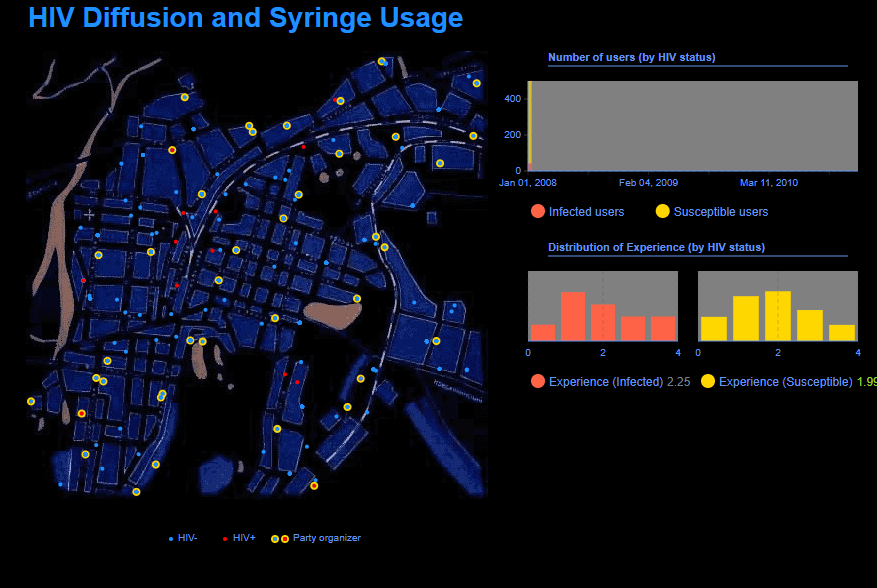 HIV Diffusion and Syringe Usage
Number of users (by HIV status)
400
200
0
Jan 01, 2008
Feb 04, 2009
Mar 11, 2010
Infected users
Susceptible users
Distribution of Experience (by HIV status)
0
2
4
0
2
4
Experience (Infected) 2.25
Experience (Susceptible) 1.99
HIV-
HIV+
Party organizer